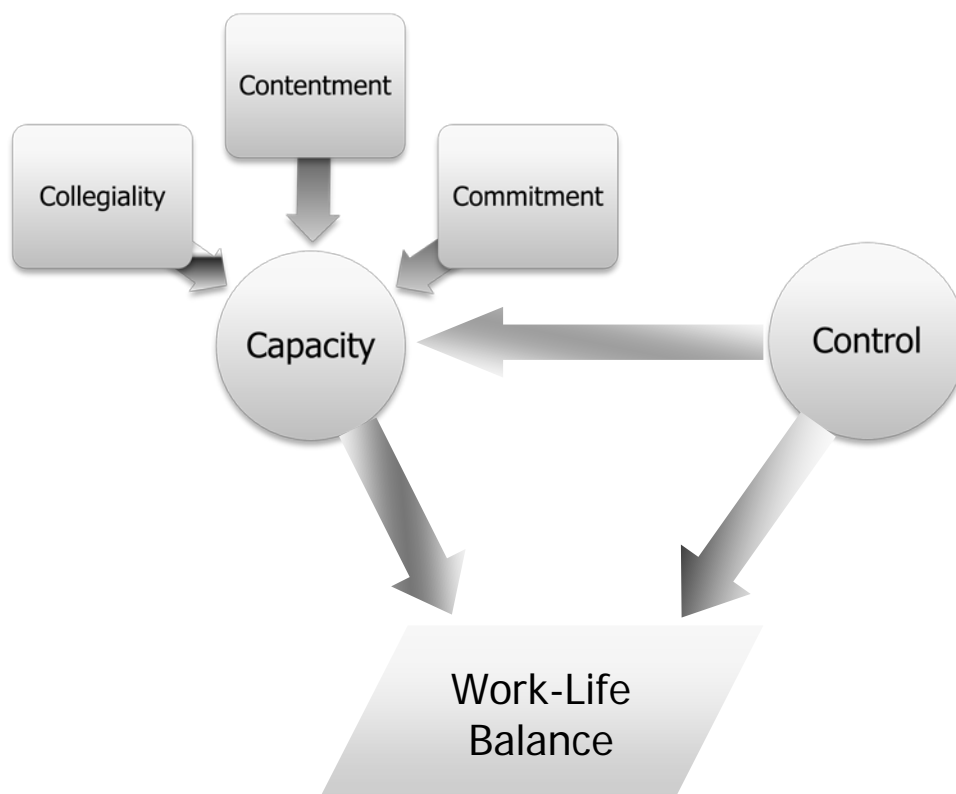 Contentment
Collegiality
Commitment
Capacity
Control
Work-Life
Balance